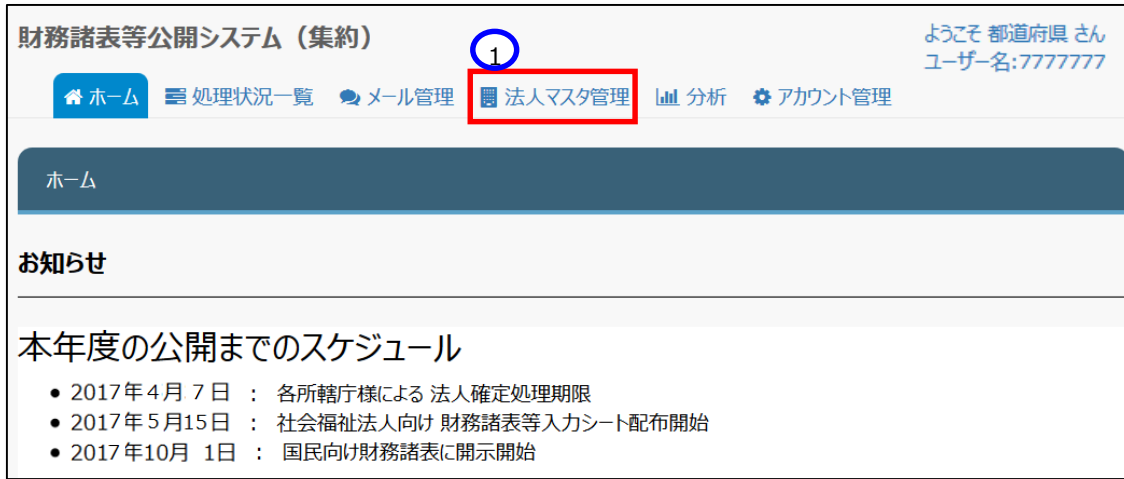 財務諸表等公開システム（集約）
ようこそ 都道府県 さん
ユーザー名:7777777
1
ホーム 処理状況一覧 メール管理 法人マスタ管理 分析 アカウント管理
ホーム
お知らせ
本年度の公開までのスケジュール
• 2017年4月 7日 ： 各所轄庁様による 法人確定処理期限
• 2017年5月15日 ： 社会福祉法人向け 財務諸表等入力シート配布開始
• 2017年10月 1日 ： 国民向け財務諸表に開示開始